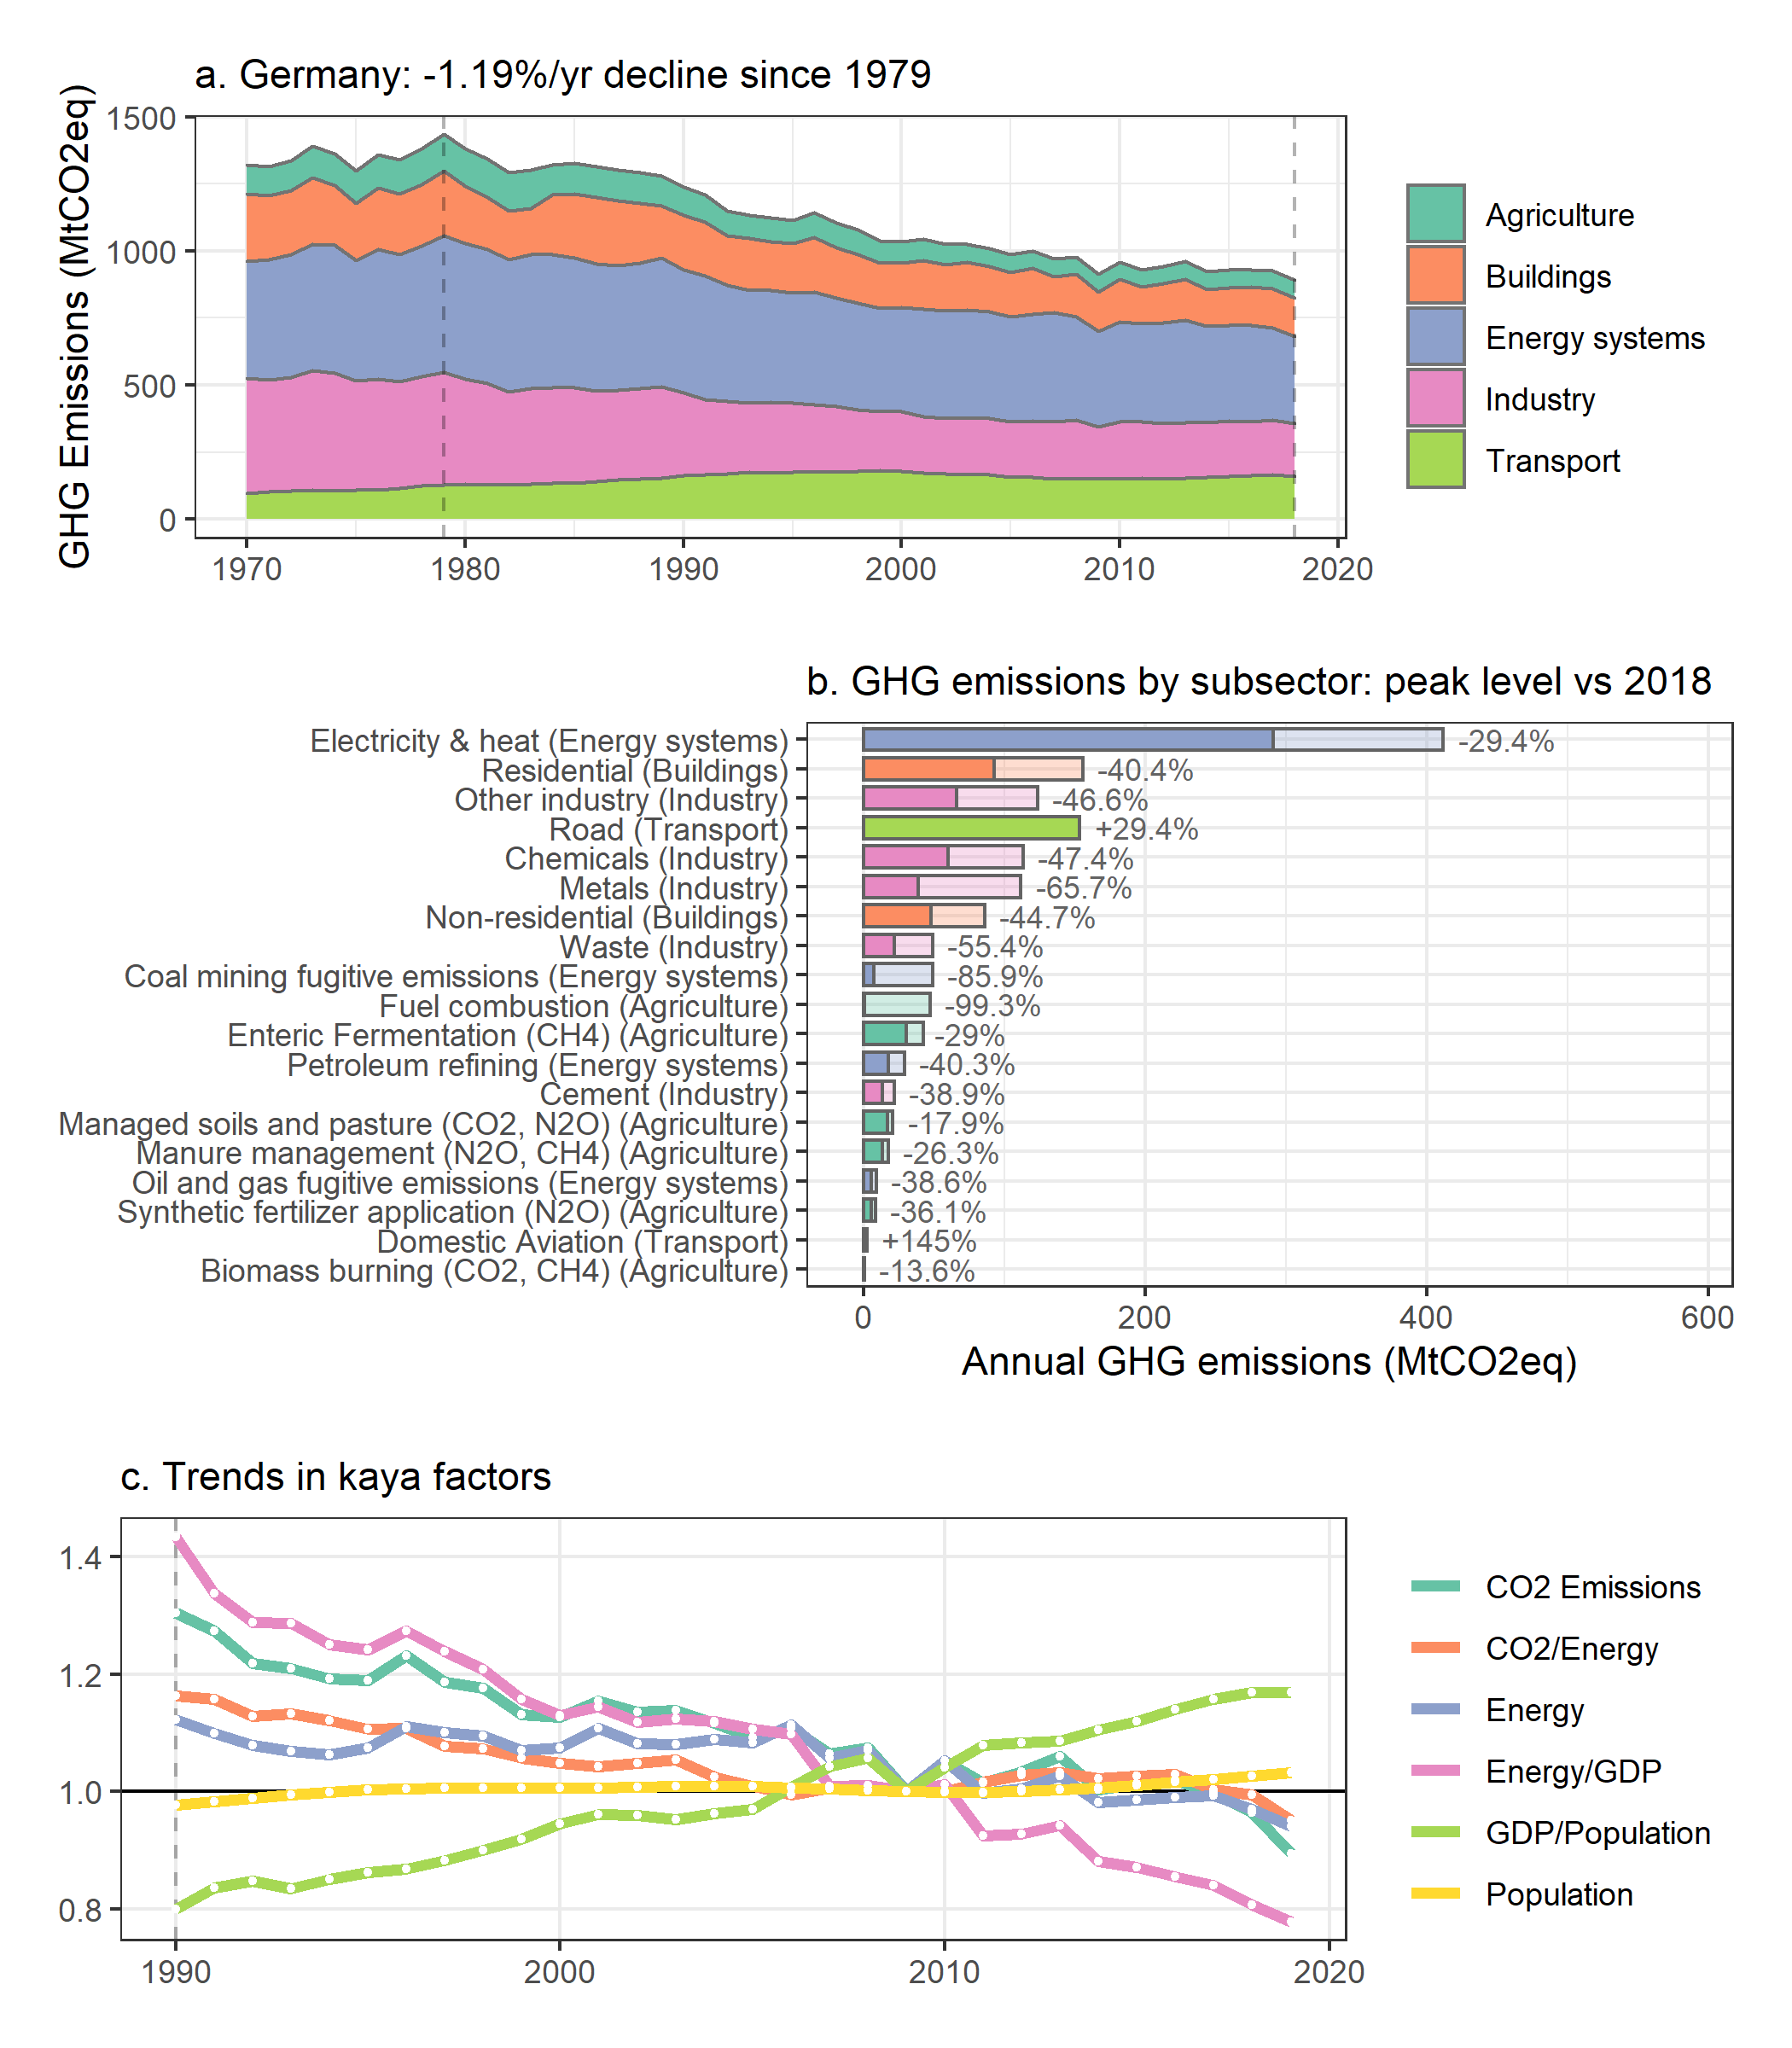 a. Germany: -1.19%/yr decline since 1979
GHG Emissions (MtCO2eq)
1500
1000
500
0
1970 1980 1990 2000 2010 2020
Agriculture
Buildings
Energy systems
Industry
Transport
b. GHG emissions by subsector: peak level vs 2018
Electricity & heat (Energy systems) -29.4%
Residential (Buildings) -40.4%
Other industry (Industry) -46.6%
Road (Transport) +29.4%
Chemicals (Industry) -47.4%
Metals (Industry) -65.7%
Non-residential (Buildings) -44.7%
Waste (Industry) -55.4%
Coal mining fugitive emissions (Energy systems) -85.9%
Fuel combustion (Agriculture) -99.3%
Enteric Fermentation (CH4) (Agriculture) -29%
Petroleum refining (Energy systems) -40.3%
Cement (Industry) -38.9%
Managed soils and pasture (CO2, N2O) (Agriculture) -17.9%
Manure management (N2O, CH4) (Agriculture) -26.3%
Oil and gas fugitive emissions (Energy systems) -38.6%
Synthetic fertilizer application (N2O) (Agriculture) -36.1%
Domestic Aviation (Transport) +145%
Biomass burning (CO2, CH4) (Agriculture) -13.6%
0 200 400 600
Annual GHG emissions (MtCO2eq)
c. Trends in kaya factors
1.4
1.2
1.0
0.8
1990 2000 2010 2020
CO2 Emissions
CO2/Energy
Energy
Energy/GDP
GDP/Population
Population